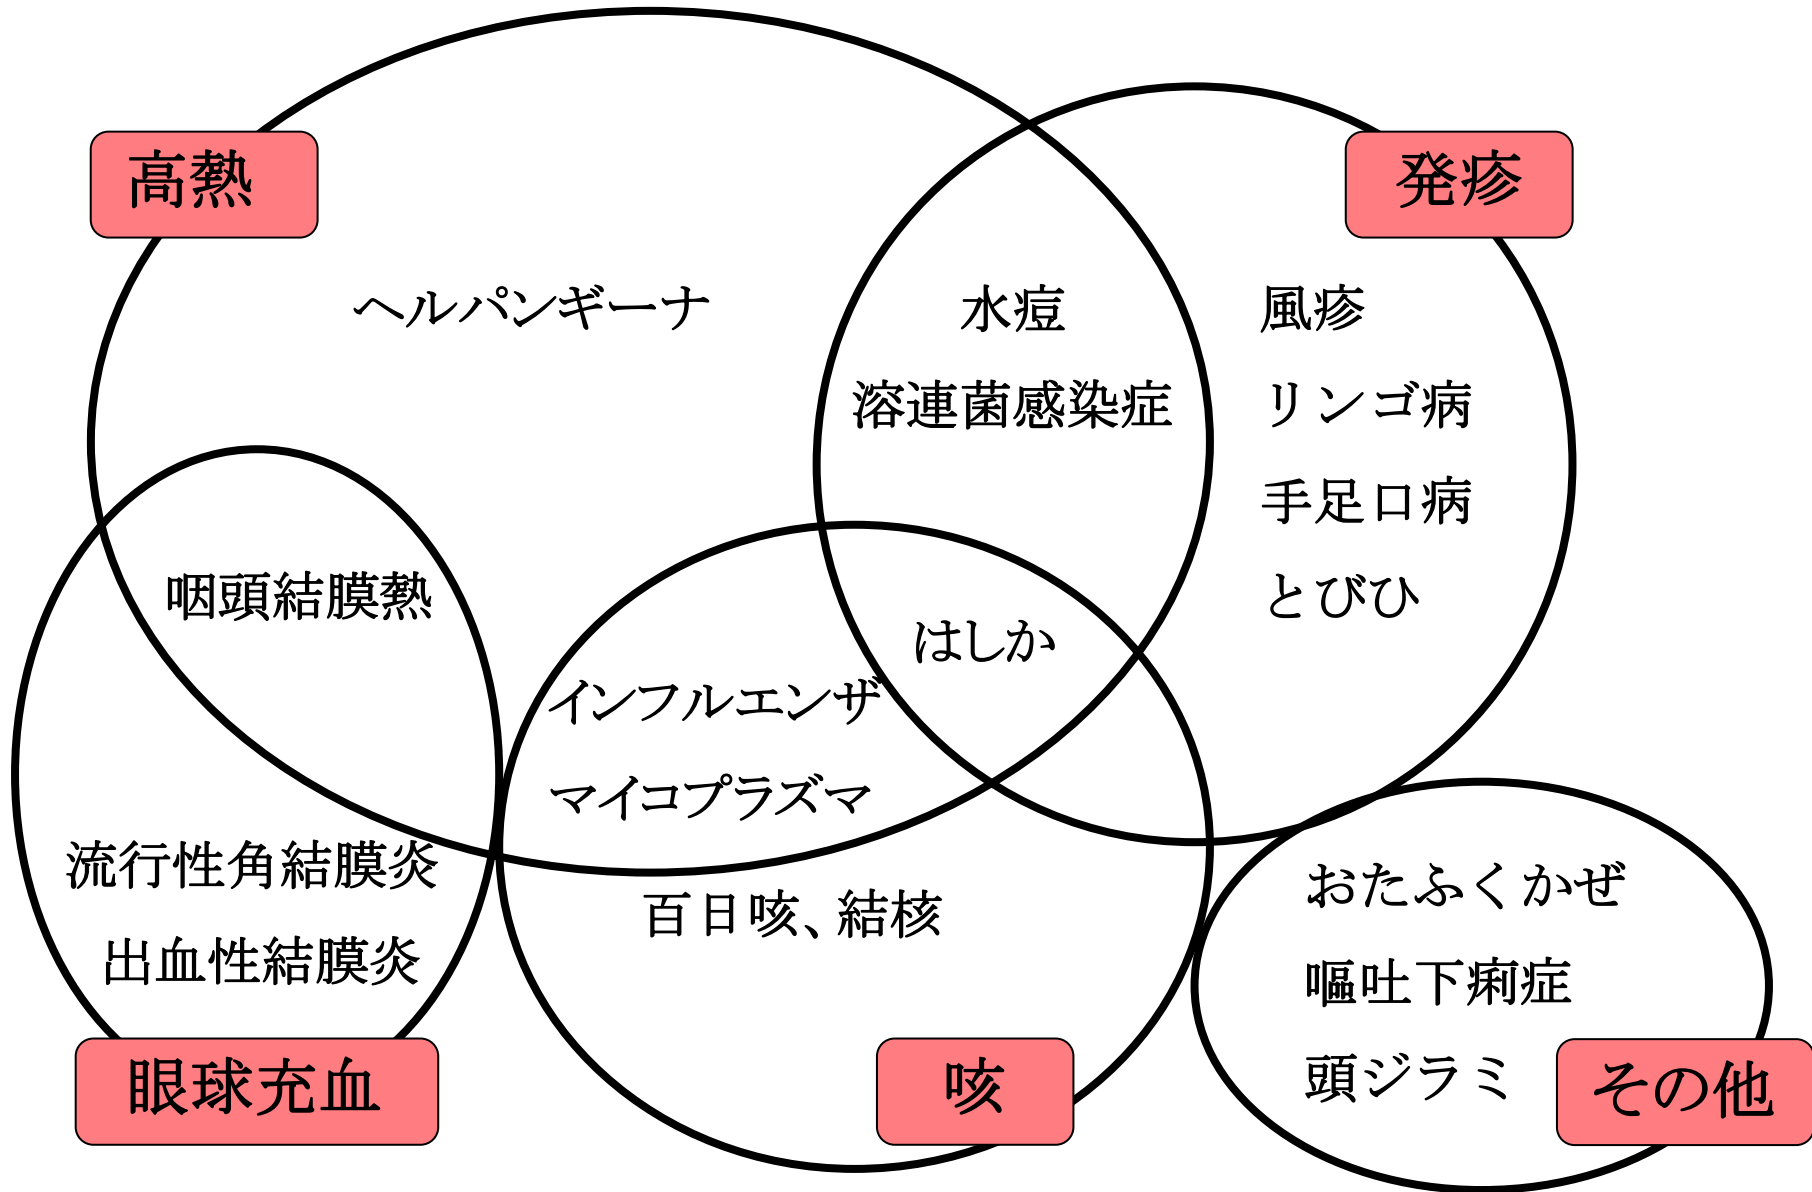 高熱
発疹
ヘルパンギーナ
水痘
風疹
溶連菌感染症
リンゴ病
手足口病
とびひ
咽頭結膜熱
はしか
インフルエンザ
マイコプラズマ
流行性角結膜炎
百日咳、結核
おたふくかぜ
出血性結膜炎
嘔吐下痢症
頭ジラミ
眼球充血
咳
その他